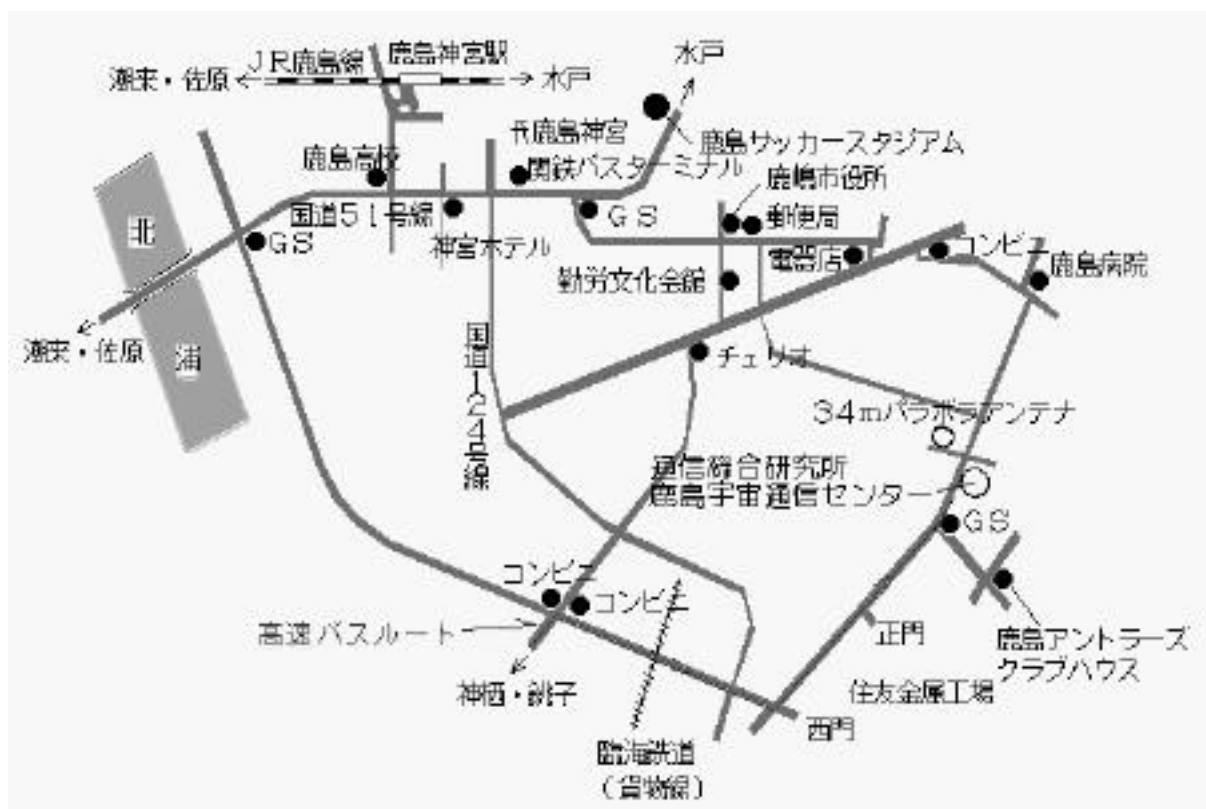 水戸
JR鹿島線
鹿島神宮駅
潮来・佐原
水戸
鹿島神宮
鹿島サッカースタジアム
鹿島高校
関鉄バスターミナル
鹿嶋市役所
国道51号線
GS
郵便局
北
GS
神宮ホテル
電器店
コンビニ
勤労文化会館
鹿島病院
潮来・佐原
浦
国道124号線
チェリオ
34mパラボラアンテナ
通信総合研究所
鹿島宇宙通信センター
GS
コンビニ
コンビニ
高速バスルート
正門
鹿島アントラーズ
クラブハウス
神栖・銚子
住友金属工場
西門
臨海鉄道
(貨物線)